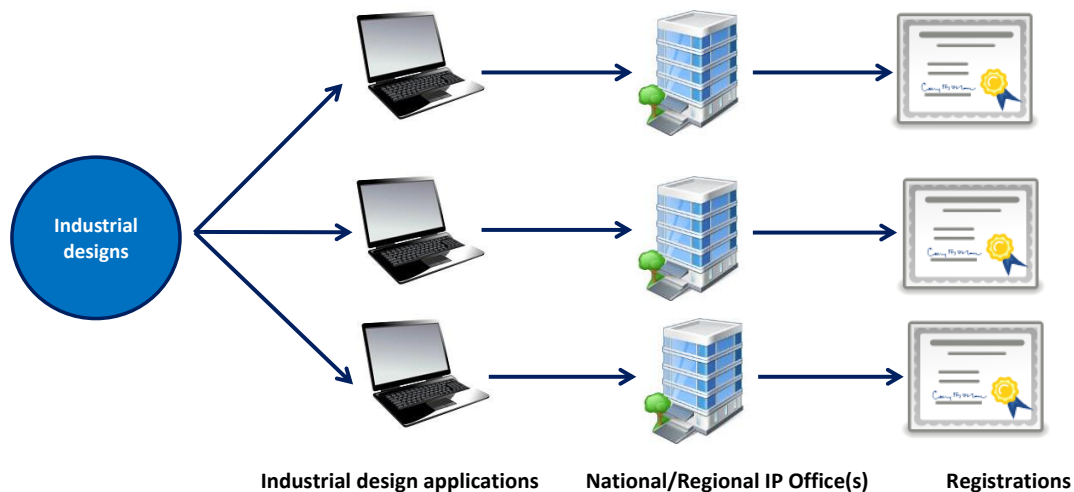 Industrial
designs
Industrial design applications
National/Regional IP Office(s)
Registrations